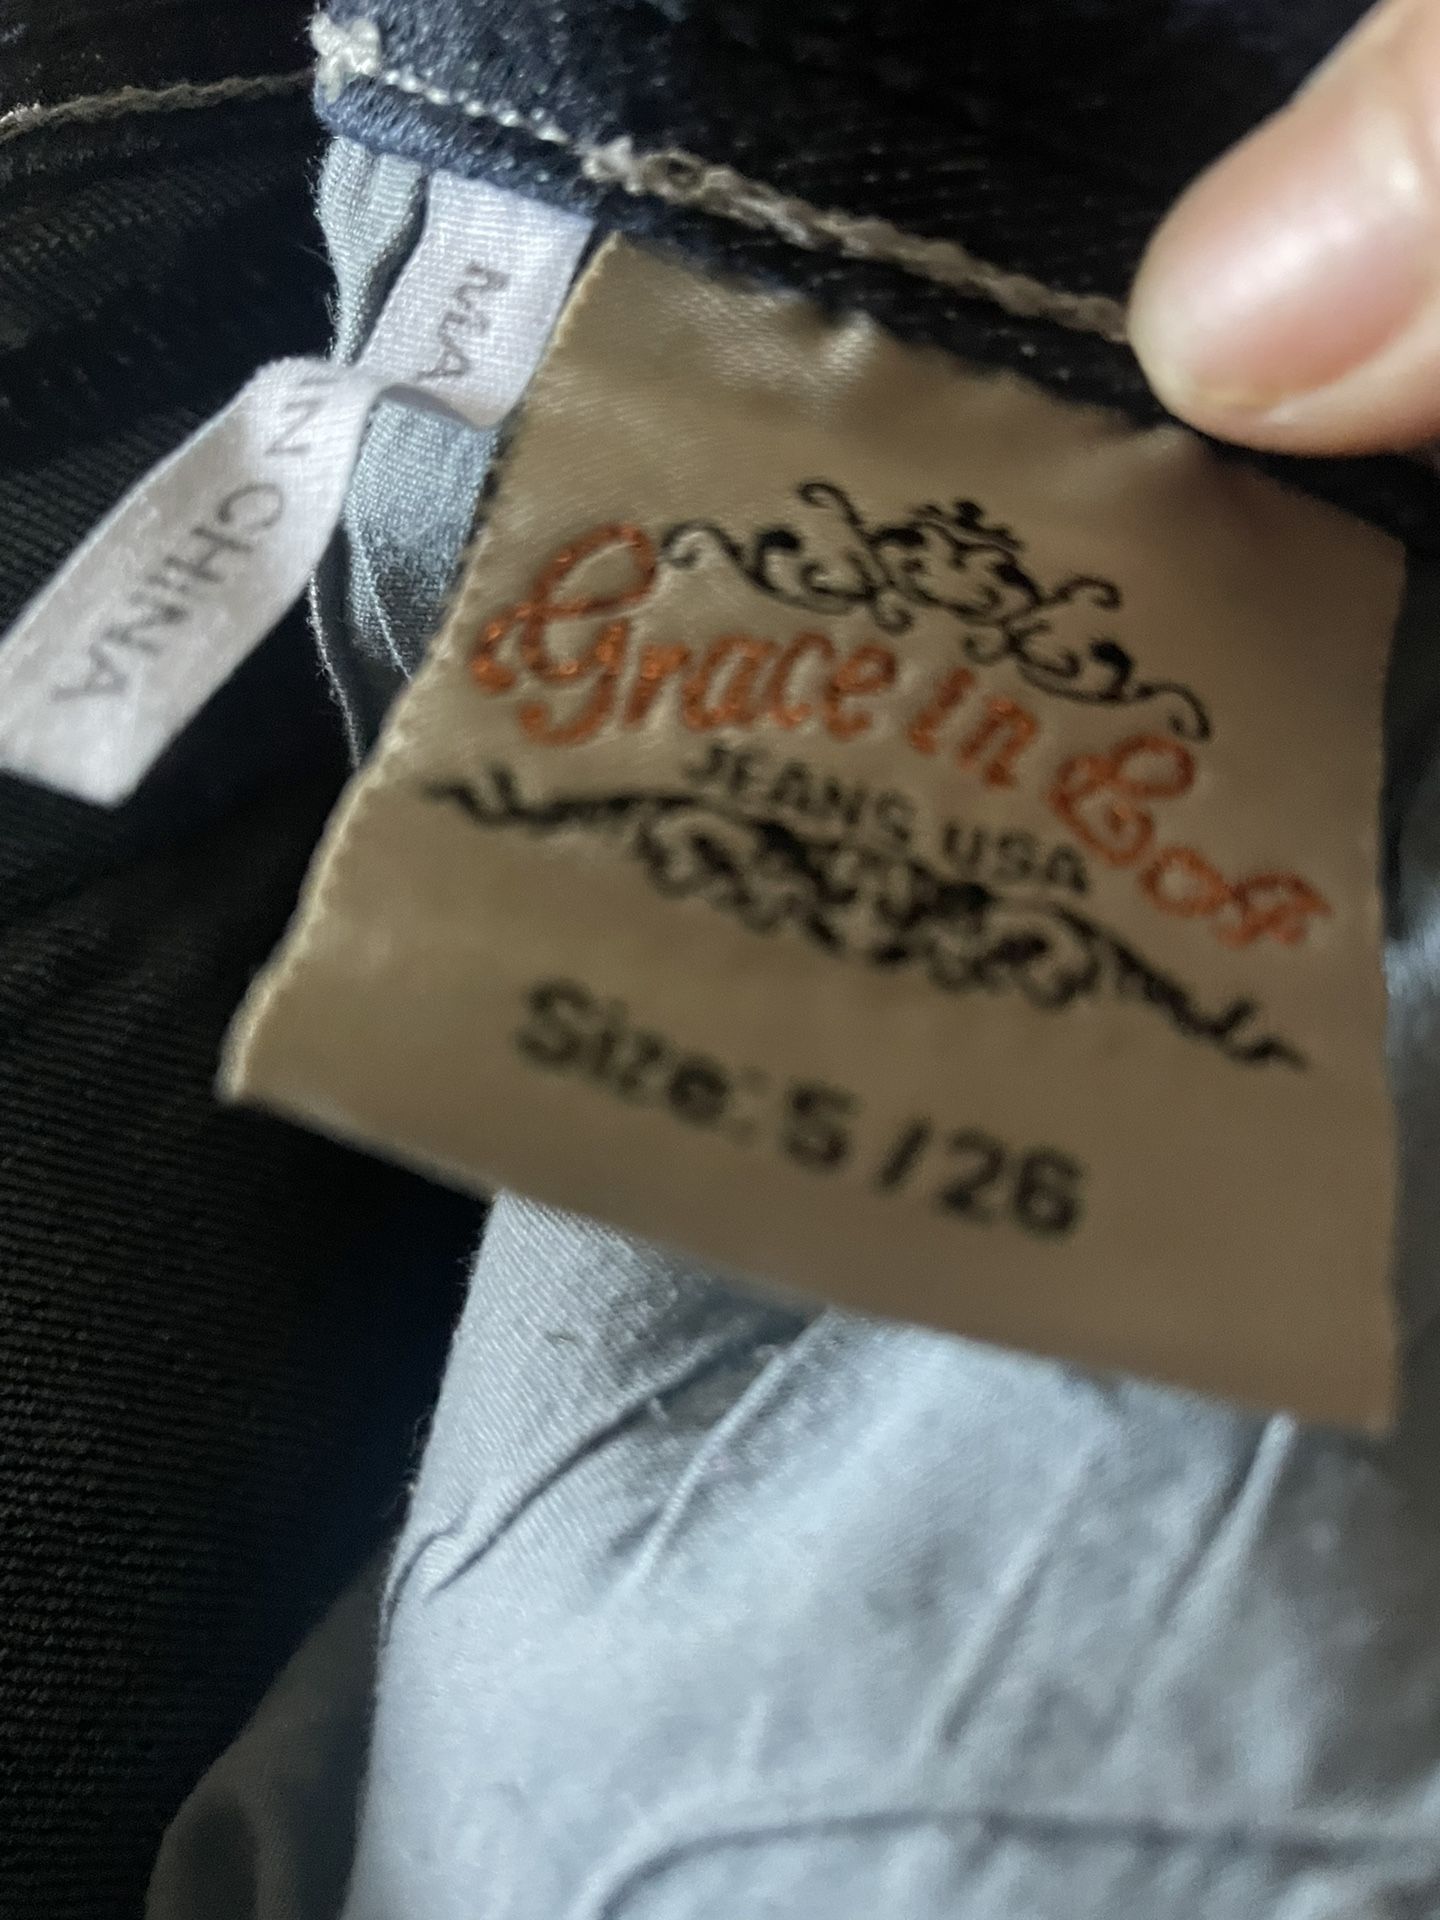 MA
IN CHINA
Grace in LA
JEANS USA
Size: 5/26